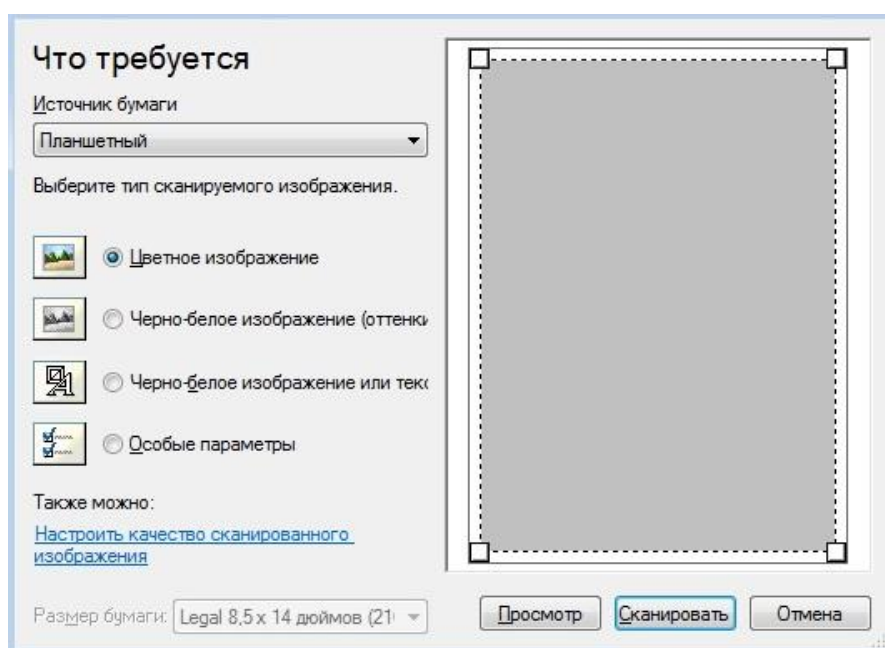 Что требуется
Источник бумаги
Планшетный
Выберите тип сканируемого изображения.
Цветное изображение
Черно-белое изображение (оттенки
Черно-белое изображение или текс
Особые параметры
Также можно:
Настроить качество сканированного
изображения
Размер бумаги: Legal 8,5 x 14 дюймов (21
Просмотр Сканировать Отмена